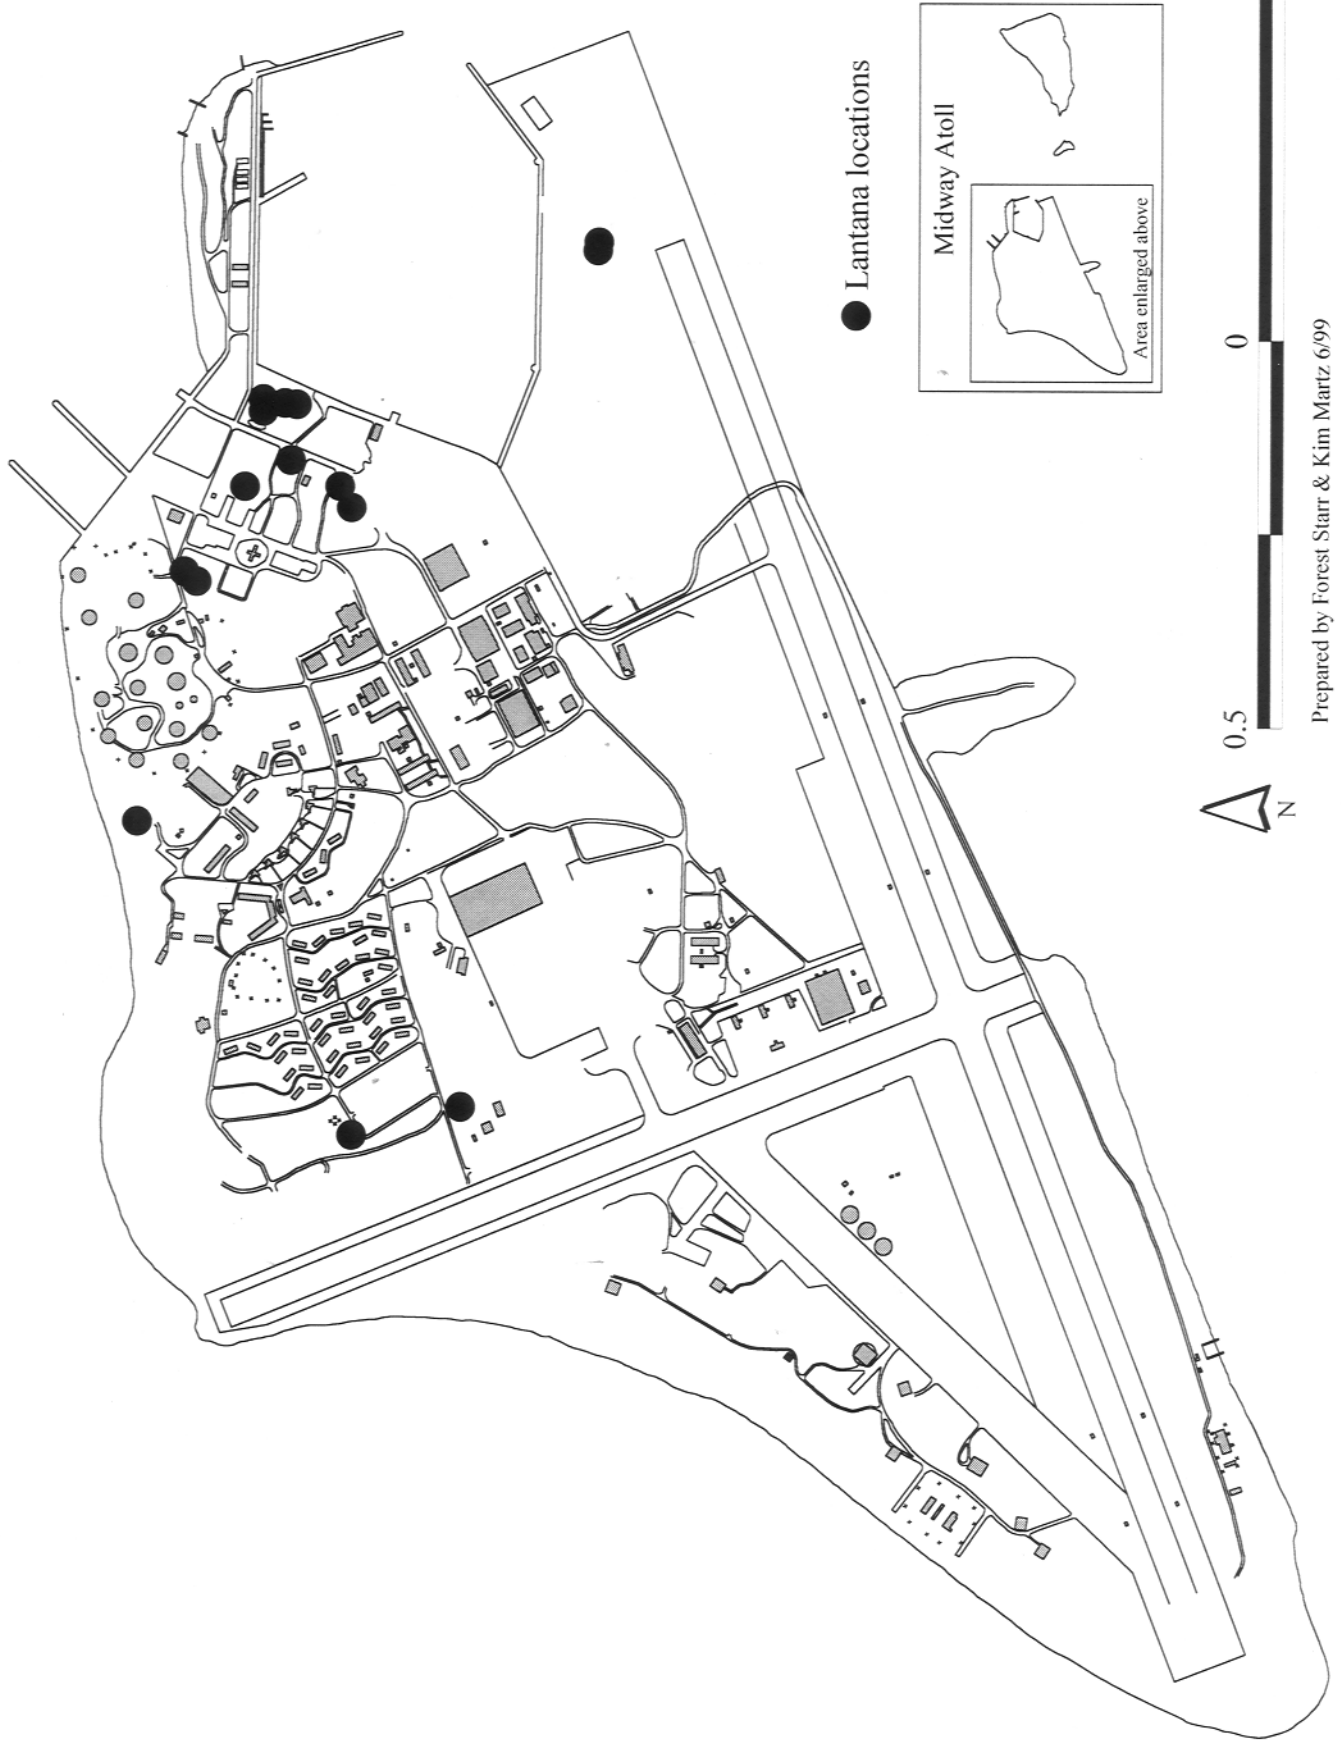 Lantana locations
Midway Atoll
Area enlarged above
0.5
0
N
Prepared by Forest Starr & Kim Martz 6/99